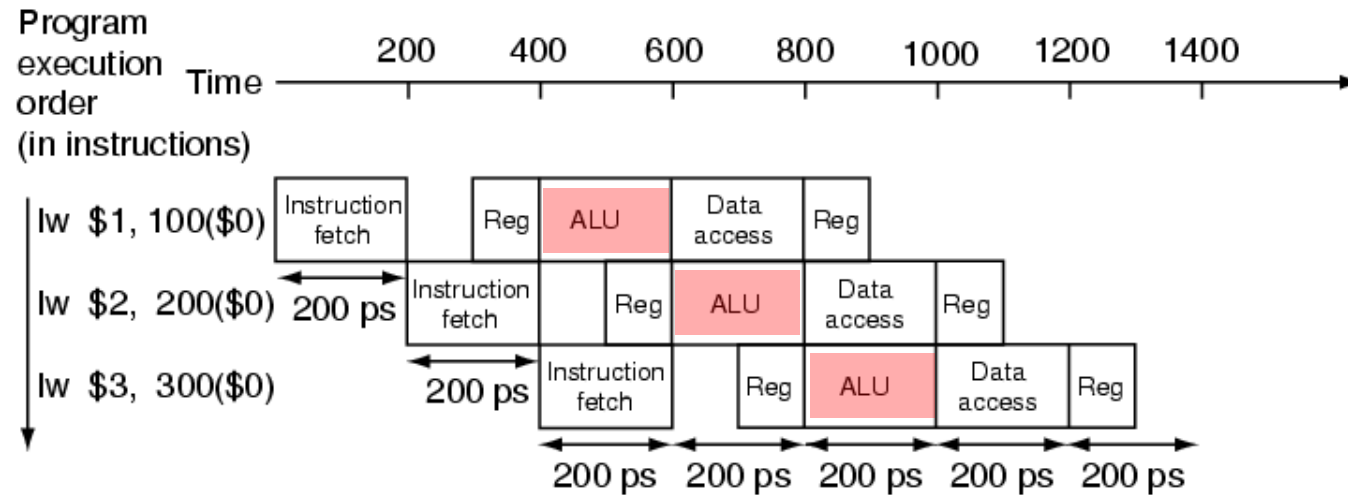 Program
execution
order
(in instructions)
Time
200 400 600 800 1000 1200 1400
lw $1, 100($0)
Instruction
fetch
Reg
ALU
Data
access
Reg
200 ps
lw $2, 200($0)
Instruction
fetch
Reg
ALU
Data
access
Reg
200 ps
lw $3, 300($0)
Instruction
fetch
Reg
ALU
Data
access
Reg
200 ps 200 ps 200 ps 200 ps 200 ps